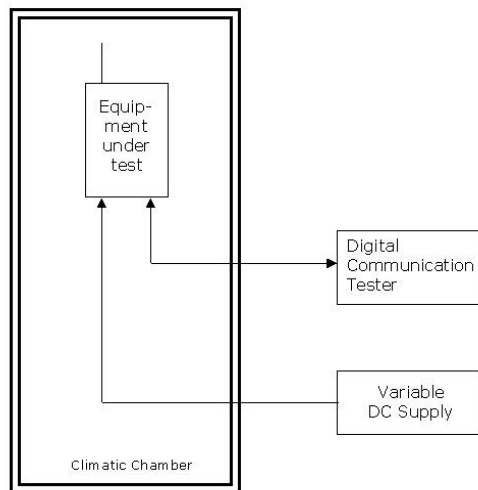 Equip-
ment
under
test
Digital
Communication
Tester
Variable
DC Supply
Climatic Chamber